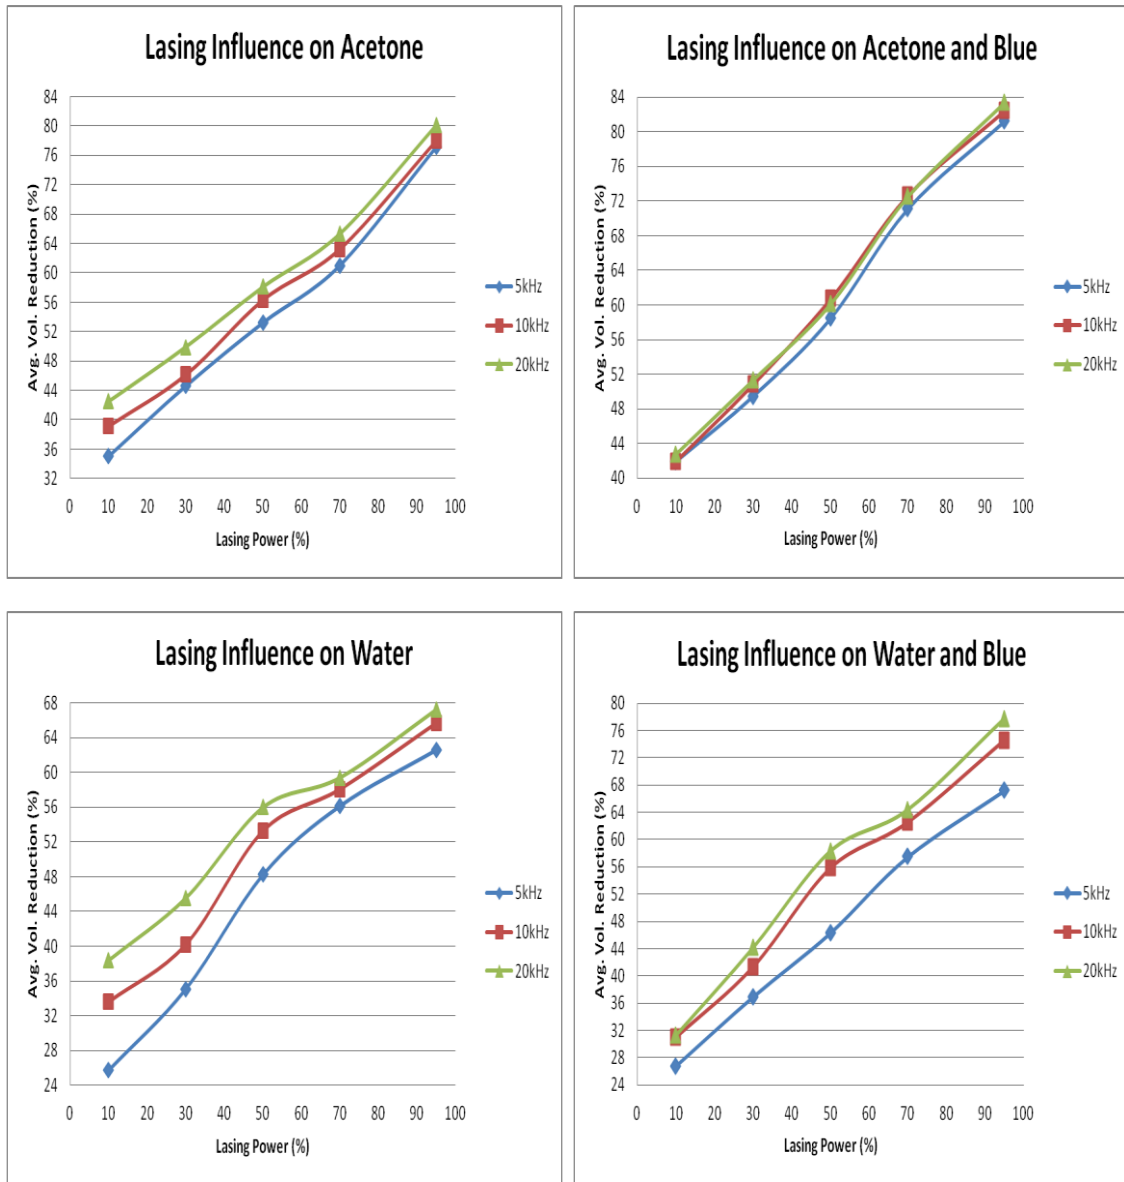 Lasing Influence on Acetone
84
80
76
72
68
64
60
56
52
48
44
40
36
32
Avg. Vol. Reduction (%)
0 10 20 30 40 50 60 70 80 90 100
Lasing Power (%)
5kHz
10kHz
20kHz
Lasing Influence on Acetone and Blue
84
80
76
72
68
64
60
56
52
48
44
40
Avg. Vol. Reduction (%)
0 10 20 30 40 50 60 70 80 90 100
Lasing Power (%)
5kHz
10kHz
20kHz
Lasing Influence on Water
68
64
60
56
52
48
44
40
36
32
28
24
Avg. Vol. Reduction (%)
0 10 20 30 40 50 60 70 80 90 100
Lasing Power (%)
5kHz
10kHz
20kHz
Lasing Influence on Water and Blue
80
76
72
68
64
60
56
52
48
44
40
36
32
28
24
Avg. Vol. Reduction (%)
0 10 20 30 40 50 60 70 80 90 100
Lasing Power (%)
5kHz
10kHz
20kHz